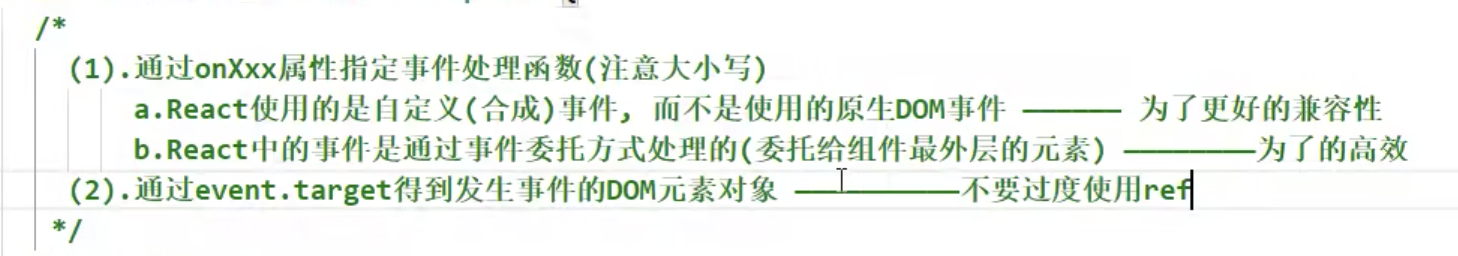 /*
(1).通过onXxx属性指定事件处理函数(注意大小写)
a.React使用的是自定义(合成)事件, 而不是使用的原生DOM事件 —————— 为了更好的兼容性
b.React中的事件是通过事件委托方式处理的(委托给组件最外层的元素) ————————为了的高效
(2).通过event.target得到发生事件的DOM元素对象 ——————————不要过度使用ref
*/